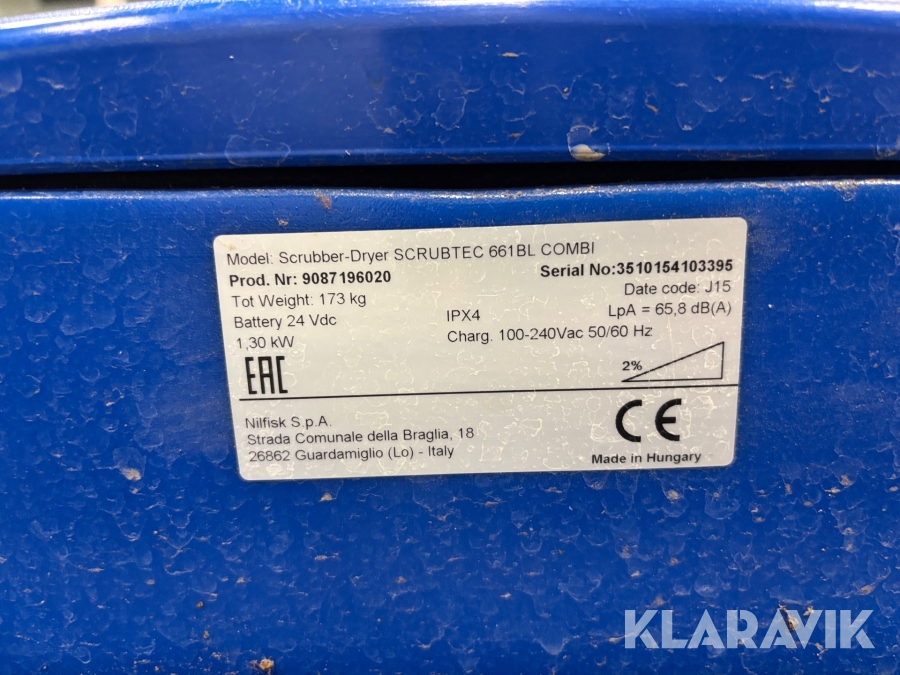 Model: Scrubber-Dryer SCRUBTEC 661BL COMBI
Prod. Nr: 9087196020
Serial No:3510154103395
Tot Weight: 173 kg
Date code: J15
Battery 24 Vdc
IPX4
LpA = 65,8 dB(A)
1,30 kW
Charg. 100-240Vac 50/60 Hz
EAC
2%
Nilfisk S.p.A.
Strada Comunale della Braglia, 18
26862 Guardamiglio (Lo) - Italy
CE
Made in Hungary
KLARAVIK